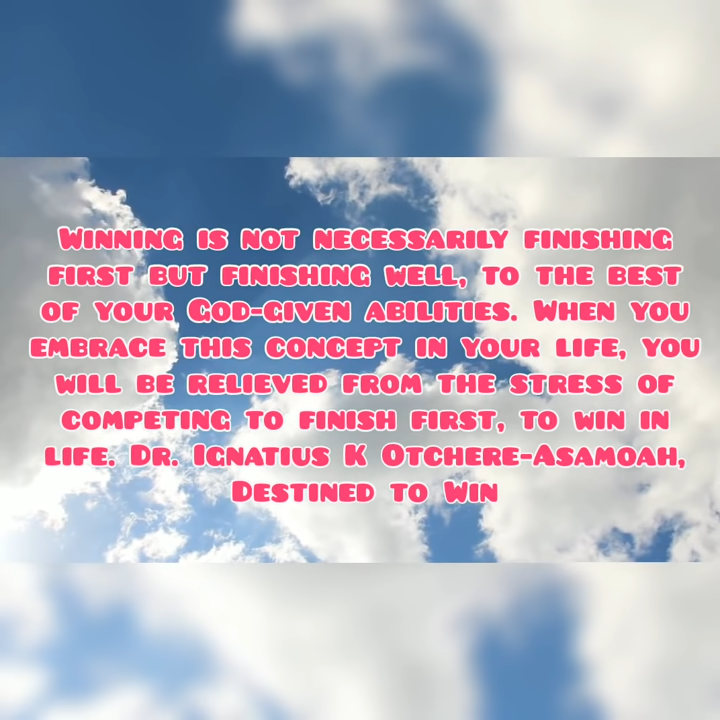 Winning is not necessarily finishing
first but finishing well, to the best
of your God-given abilities. When you
embrace this concept in your life, you
will be relieved from the stress of
competing to finish first, to win in
life. Dr. Ignatius K Otchere-Asamoah,
Destined to Win